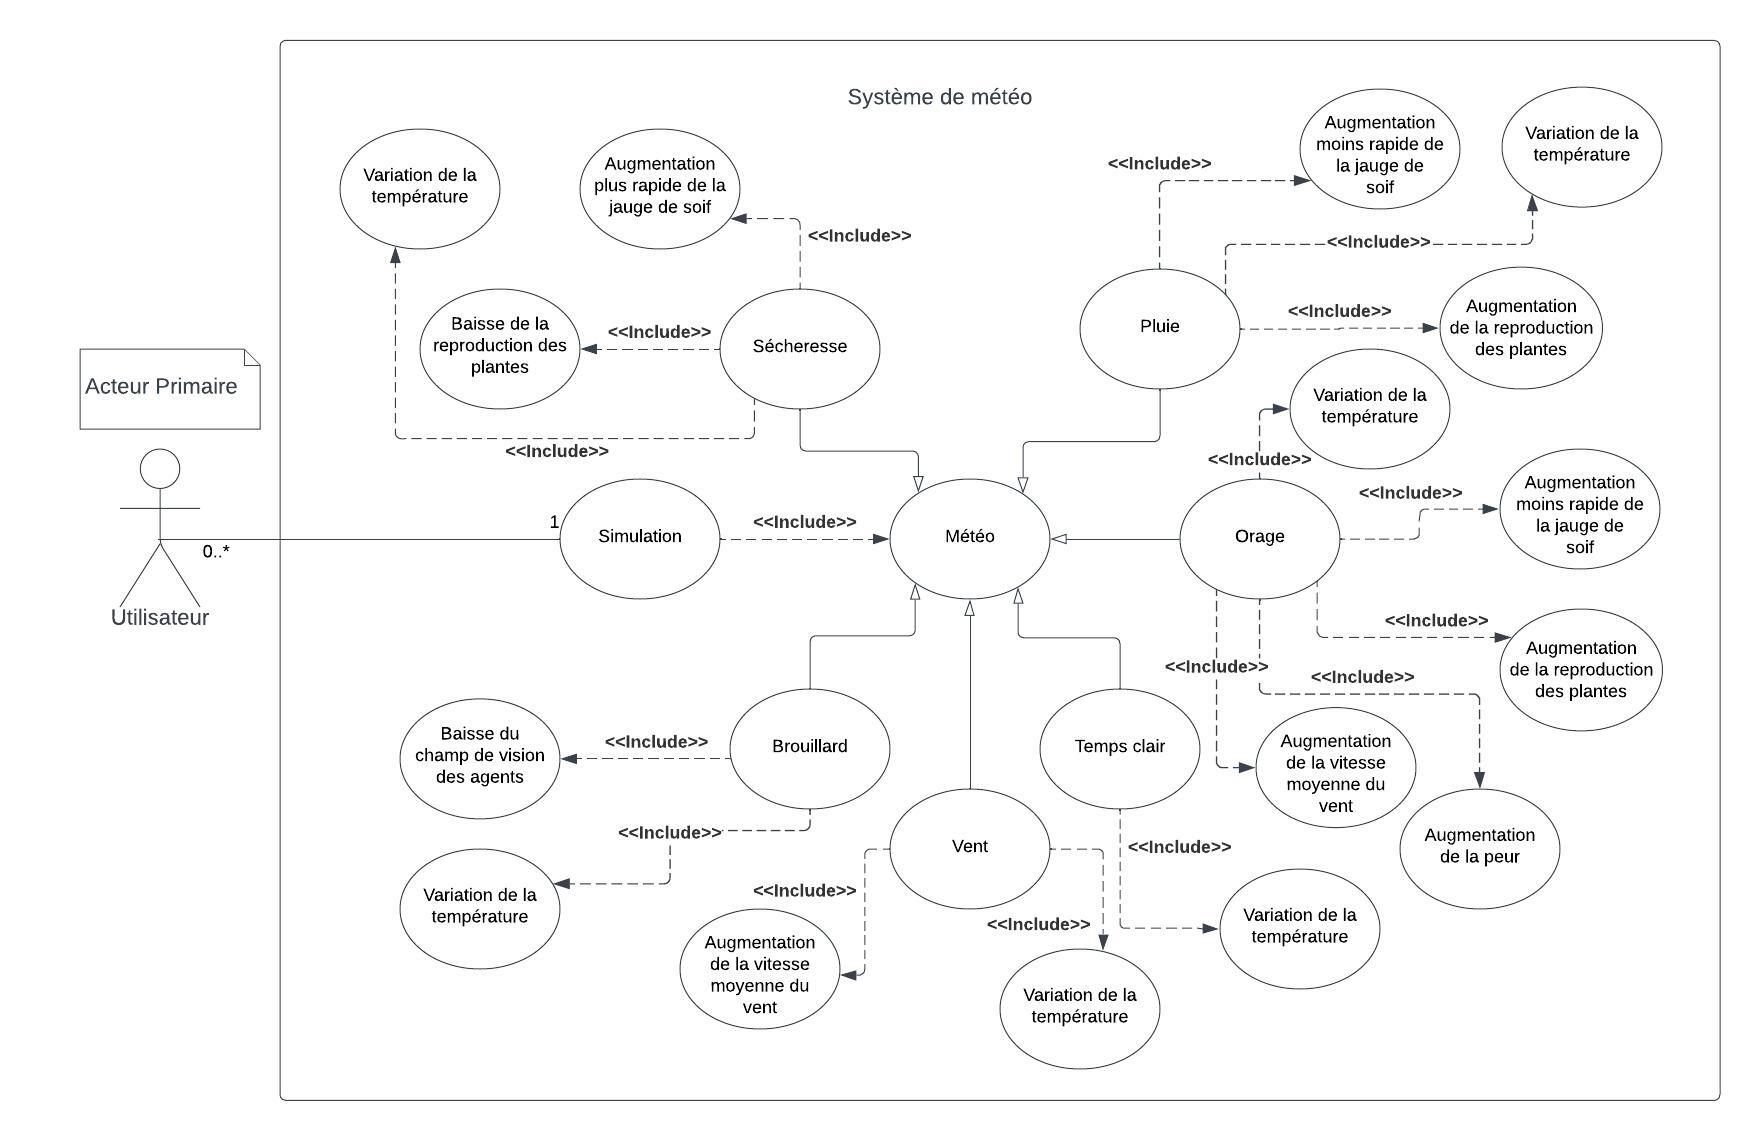 Système de météo
Variation de la
température
Augmentation
plus rapide de la
jauge de soif
<<Include>>
Baisse de la
reproduction des
plantes
<<Include>>
Sécheresse
<<Include>>
Augmentation
moins rapide de
la jauge de
soif
<<Include>>
Variation de la
température
<<Include>>
Pluie
<<Include>>
Augmentation
de la reproduction
des plantes
Acteur Primaire
Utilisateur
0..*
1
Simulation
<<Include>>
Météo
Orage
<<Include>>
Variation de la
température
<<Include>>
Augmentation
moins rapide de
la jauge de
soif
<<Include>>
Augmentation
de la reproduction
des plantes
<<Include>>
<<Include>>
Augmentation
de la vitesse
moyenne du
vent
Augmentation
de la peur
Baisse du
champ de vision
des agents
<<Include>>
Brouillard
<<Include>>
Variation de la
température
Temps clair
<<Include>>
Variation de la
température
Vent
<<Include>>
Augmentation
de la vitesse
moyenne du
vent
<<Include>>
Variation de la
température